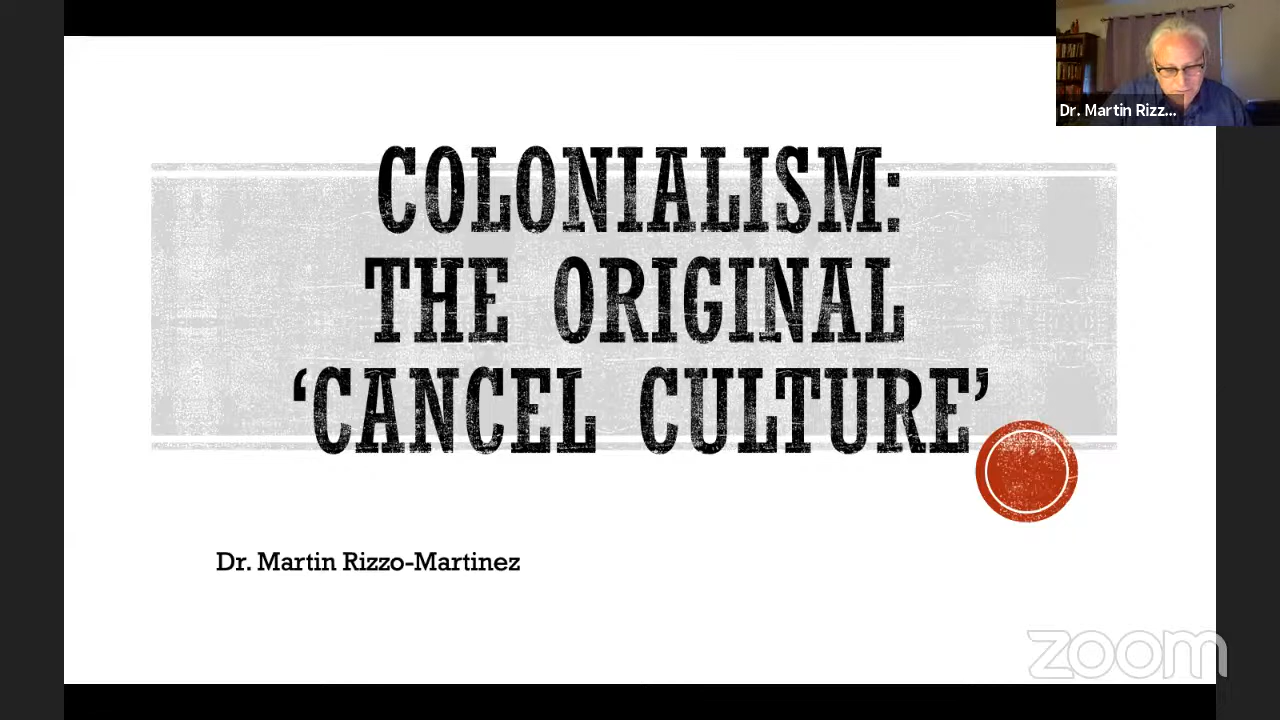 Dr. Martin Rizz...
COLONIALISM:
THE ORIGINAL
‘CANCEL CULTURE’
Dr. Martin Rizzo-Martinez
zoom